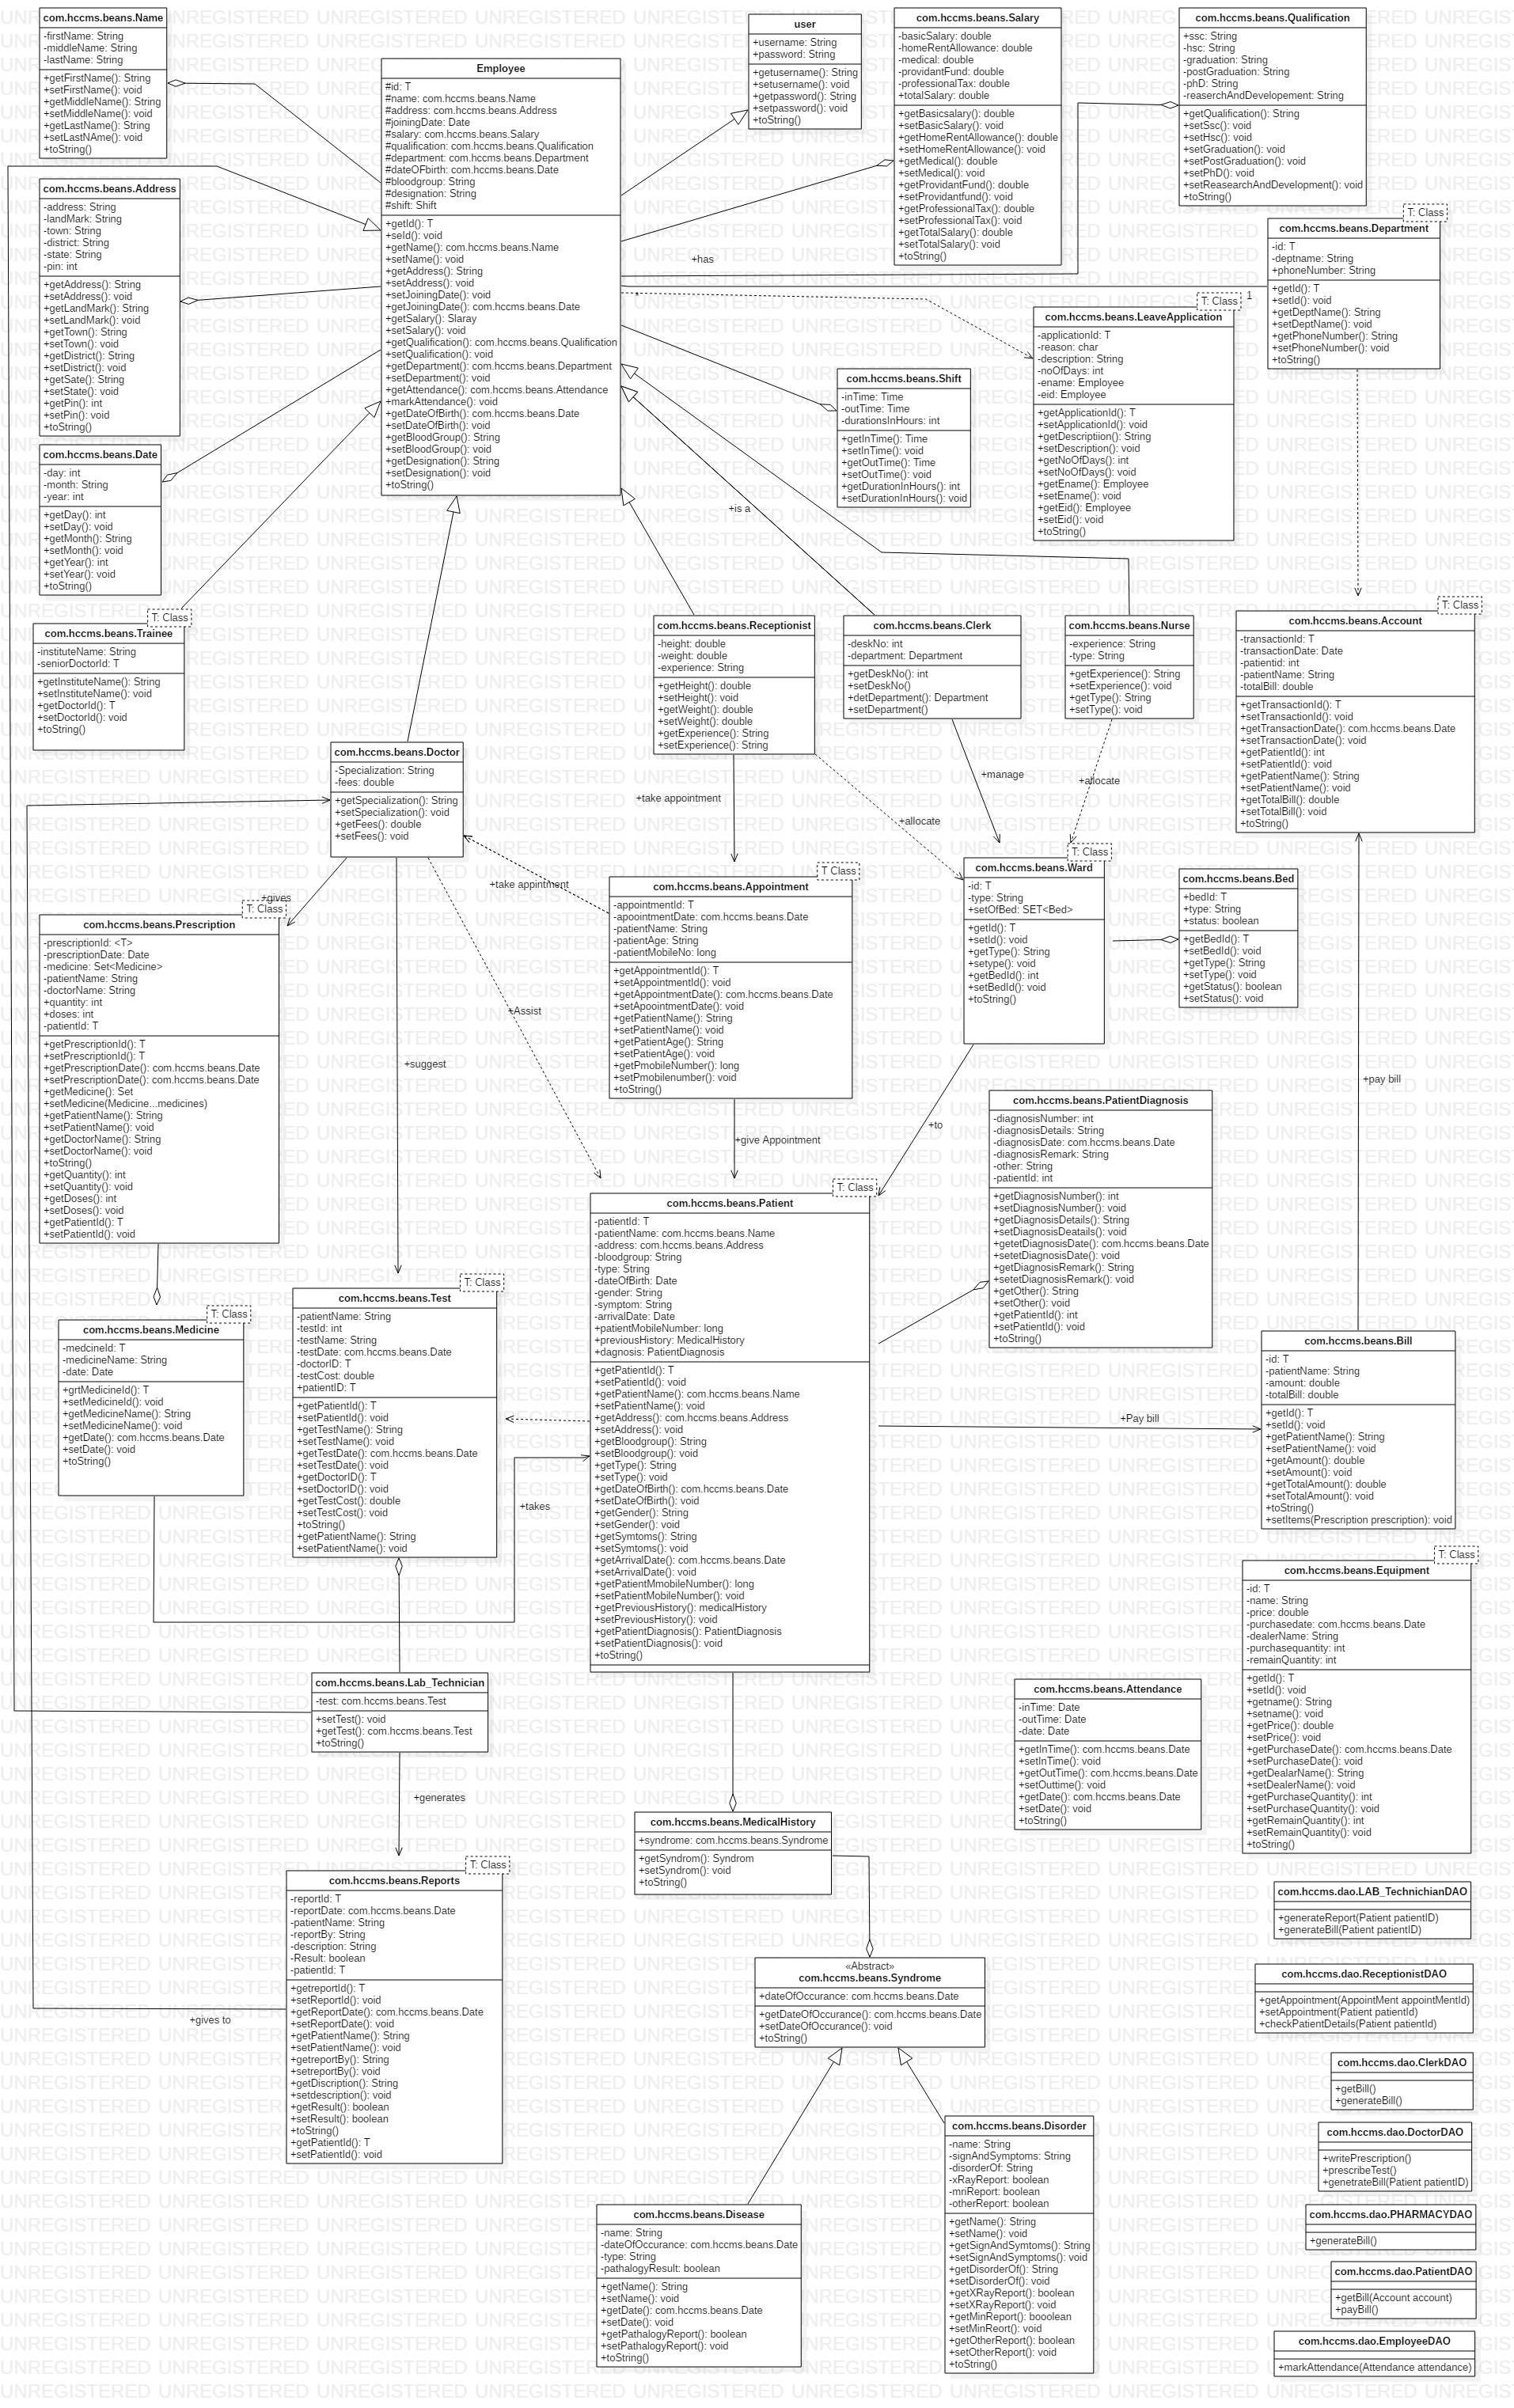 com.hccms.beans.Name
-firstName: String
-middleName: String
-lastName: String
+getFirstName(): String
+setFirstName(): void
+getMiddleName(): String
+setMiddleName(): void
+getLastName(): String
+setLastNAme(): void
+toString()
Employee
#id: T
#name: com.hccms.beans.Name
#address: com.hccms.beans.Address
#joiningDate: Date
#salary: com.hccms.beans.Salary
#qualification: com.hccms.beans.Qualification
#department: com.hccms.beans.Department
#dateOFbirth: com.hccms.beans.Date
#bloodgroup: String
#designation: String
#shift: Shift
+getId(): T
+seId(): void
+getName(): com.hccms.beans.Name
+setName(): void
+getAddress(): String
+setAddress(): void
+setJoiningDate(): void
+getJoiningDate(): com.hccms.beans.Date
+getSalary(): Slaray
+setSalary(): void
+getQualification(): com.hccms.beans.Qualification
+setQualification(): void
+getDepartment(): com.hccms.beans.Department
+setDepartment(): void
+getAttendance(): com.hccms.beans.Attendance
+markAttendance(): void
+getDateOfBirth(): com.hccms.beans.Date
+setDateOfBirth(): void
+getBloodGroup(): String
+setBloodGroup(): void
+getDesignation(): String
+setDesignation(): void
+toString()
user
+username: String
+password: String
+getusername(): String
+setusername(): void
+getpassword(): String
+setpassword(): void
+toString()
com.hccms.beans.Salary
-basicSalary: double
-homeRentAllowance: double
-medical: double
-providantFund: double
-professionalTax: double
+totalSalary: double
+getBasicsalary(): double
+setBasicSalary(): void
+getHomeRentAllowance(): double
+setHomeRentAllowance(): void
+getMedical(): double
+setMedical(): void
+getProvidantFund(): double
+setProvidantfund(): void
+getProfessionalTax(): double
+setProfessionalTax(): void
+getTotalSalary(): double
+setTotalSalary(): void
+toString()
com.hccms.beans.Qualification
+ssc: String
-hsc: String
-graduation: String
-postGraduation: String
-phD: String
-reaserchAndDevelopement: String
+getQualification(): String
+setSsc(): void
+setHsc(): void
+setGraduation(): void
+setPostGraduation(): void
+setPhD(): void
+setReasearchAndDevelopment(): void
+toString()
com.hccms.beans.Address
-address: String
-landMark: String
-town: String
-district: String
-state: String
-pin: int
+getAddress(): String
+setAddress(): void
+getLandMark(): String
+setLandMark(): void
+getTown(): String
+setTown(): void
+getDistrict(): String
+setDistrict(): void
+getSate(): String
+setState(): void
+getPin(): int
+setPin(): void
+toString()
T: Class
com.hccms.beans.Department
-id: T
-deptname: String
+phoneNumber: String
+getId(): T
+setId(): void
+getDeptName(): String
+setDeptName(): void
+getPhoneNumber(): String
+setPhoneNumber(): void
+toString()
+has
*
1
T: Class
com.hccms.beans.LeaveApplication
-applicationId: T
-reason: char
-description: String
-noOfDays: int
-ename: Employee
-eid: Employee
+getApplicationId(): T
+setApplicationId(): void
+getDescriptiion(): String
+setDescription(): void
+getNoOfDays(): int
+setNoOfDays(): void
+getEname(): Employee
+setEname(): void
+getEid(): Employee
+setEid(): void
+toString()
com.hccms.beans.Shift
-inTime: Time
-outTime: Time
-durationsInHours: int
+getInTime(): Time
+setInTime(): void
+getOutTime(): Time
+setOutTime(): void
+getDurationInHours(): int
+setDurationInHours(): void
com.hccms.beans.Date
-day: int
-month: String
-year: int
+getDay(): int
+setDay(): void
+getMonth(): String
+setMonth(): void
+getYear(): int
+setYear(): void
+toString()
+is a
T: Class
com.hccms.beans.Trainee
-instituteName: String
-seniorDoctorId: T
+getInstituteName(): String
+setInstituteName(): void
+getDoctorId(): T
+setDoctorId(): void
+toString()
com.hccms.beans.Receptionist
-height: double
-weight: double
-experience: String
+getHeight(): double
+setHeight(): void
+getWeight(): double
+setWeight(): double
+getExperience(): String
+setExperience(): String
com.hccms.beans.Clerk
-deskNo: int
-department: Department
+getDeskNo(): int
+setDeskNo()
+detDepartment(): Department
+setDepartment()
com.hccms.beans.Nurse
-experience: String
-type: String
+getExperience(): String
+setExperience(): void
+getType(): String
+setType(): void
T: Class
com.hccms.beans.Account
-transactionId: T
-transactionDate: Date
-patientid: int
-patientName: String
-totalBill: double
+getTransactionId(): T
+setTransactionId(): void
+getTransactionDate(): com.hccms.beans.Date
+setTransactionDate(): void
+getPatientId(): int
+setPatientId(): void
+getPatientName(): String
+setPatientName(): void
+getTotalBill(): double
+setTotalBill(): void
+toString()
com.hccms.beans.Doctor
-Specialization: String
-fees: double
+getSpecialization(): String
+setSpecialization(): void
+getFees(): double
+setFees(): void
+take appointment
+manage
+allocate
+allocate
+take appintment
+gives
T: Class
com.hccms.beans.Prescription
-prescriptionId: <T>
-prescriptionDate: Date
-medicine: Set<Medicine>
-patientName: String
-doctorName: String
+quantity: int
+doses: int
-patientId: T
+getPrescriptionId(): T
+setPrescriptionId(): T
+getPrescriptionDate(): com.hccms.beans.Date
+setPrescriptionDate(): com.hccms.beans.Date
+getMedicine(): Set
+setMedicine(Medicine...medicines)
+getPatientName(): String
+setPatientName(): void
+getDoctorName(): String
+setDoctorName(): void
+toString()
+getQuantity(): int
+setQuantity(): void
+getDoses(): int
+setDoses(): void
+getPatientId(): T
+setPatientId(): void
T: Class
com.hccms.beans.Appointment
-appointmentId: T
-apoointmentDate: com.hccms.beans.Date
-patientName: String
-patientAge: String
-patientMobileNo: long
+getAppointmentId(): T
+setAppointmentId(): void
+getAppointmentDate(): com.hccms.beans.Date
+setApoointmentDate(): void
+getPatientName(): String
+setPatientName(): void
+getPatientAge(): String
+setPatientAge(): void
+getPmobileNumber(): long
+setPmobilenumber(): void
+toString()
T: Class
com.hccms.beans.Ward
-id: T
-type: String
+setOfBed: SET<Bed>
+getId(): T
+setId(): void
+getType(): String
+setype(): void
+getBedId(): int
+setBedId(): void
+toString()
com.hccms.beans.Bed
+bedId: T
+type: String
+status: boolean
+getBedId(): T
+setBedId(): void
+getType(): String
+setType(): void
+getStatus(): boolean
+setStatus(): void
+Assist
+suggest
+pay bill
+give Appointment
+to
com.hccms.beans.PatientDiagnosis
-diagnosisNumber: int
-diagnosisDetails: String
-diagnosisDate: com.hccms.beans.Date
-diagnosisRemark: String
-other: String
-patientId: int
+getDiagnosisNumber(): int
+setDiagnosisNumber(): void
+getDiagnosisDetails(): String
+setDiagnosisDeatails(): void
+getetDiagnosisDate(): com.hccms.beans.Date
+setetDiagnosisDate(): void
+getDiagnosisRemark(): String
+setetDiagnosisRemark(): void
+getOther(): String
+setOther(): void
+getPatientId(): int
+setPatientId(): void
+toString()
T: Class
com.hccms.beans.Patient
-patientId: T
-patientName: com.hccms.beans.Name
-address: com.hccms.beans.Address
-bloodgroup: String
-type: String
-dateOfBirth: Date
-gender: String
-symptom: String
-arrivalDate: Date
+patientMobileNumber: long
+previousHistory: MedicalHistory
+dagnosis: PatientDiagnosis
+getPatientId(): T
+setPatientId(): void
+getPatientName(): com.hccms.beans.Name
+setPatientName(): void
+getAddress(): com.hccms.beans.Address
+setAddress(): void
+getBloodgroup(): String
+setBloodgroup(): void
+getType(): String
+setType(): void
+getDateOfBirth(): com.hccms.beans.Date
+setDateOfBirth(): void
+getGender(): String
+setGender(): void
+getSymtoms(): String
+setSymtoms(): void
+getArrivalDate(): com.hccms.beans.Date
+setArrivalDate(): void
+getPatientMmobileNumber(): long
+setPatientMobileNumber(): void
+getPreviousHistory(): medicalHistory
+setPreviousHistory(): void
+getPatientDiagnosis(): PatientDiagnosis
+setPatientDiagnosis(): void
+toString()
T: Class
com.hccms.beans.Test
-patientName: String
-testId: int
-testName: String
-testDate: com.hccms.beans.Date
-doctorID: T
-testCost: double
+patientID: T
+getPatientId(): T
+setPatientId(): void
+getTestName(): String
+setTestName(): void
+getTestDate(): com.hccms.beans.Date
+setTestDate(): void
+getDoctorID(): T
+setDoctorID(): void
+getTestCost(): double
+setTestCost(): void
+toString()
+getPatientName(): String
+setPatientName(): void
T: Class
com.hccms.beans.Medicine
-medcineId: T
-medicineName: String
-date: Date
+grtMedicineId(): T
+setMedicineId(): void
+getMedicineName(): String
+setMedicineName(): void
+getDate(): com.hccms.beans.Date
+setDate(): void
+toString()
com.hccms.beans.Bill
-id: T
-patientName: String
-amount: double
-totalBill: double
+getId(): T
+setId(): void
+getPatientName(): String
+setPatientName(): void
+getAmount(): double
+setAmount(): void
+getTotalAmount(): double
+setTotalAmount(): void
+toString()
+setItems(Prescription prescription): void
+Pay bill
+takes
T: Class
com.hccms.beans.Equipment
-id: T
-name: String
-price: double
-purchasedate: com.hccms.beans.Date
-dealerName: String
-purchasequantity: int
-remainQuantity: int
+getId(): T
+setId(): void
+getname(): String
+setname(): void
+getPrice(): double
+setPrice(): void
+getPurchaseDate(): com.hccms.beans.Date
+setPurchaseDate(): void
+getDealarName(): String
+setDealerName(): void
+getPurchaseQuantity(): int
+setPurchaseQuantity(): void
+getRemainQuantity(): int
+setRemainQuantity(): void
+toString()
com.hccms.beans.Lab_Technician
-test: com.hccms.beans.Test
+setTest(): void
+getTest(): com.hccms.beans.Test
+toString()
com.hccms.beans.Attendance
-inTime: Date
-outTime: Date
-date: Date
+getInTime(): com.hccms.beans.Date
+setInTime(): void
+getOutTime(): com.hccms.beans.Date
+setOuttime(): void
+getDate(): com.hccms.beans.Date
+setDate(): void
+toString()
+generates
com.hccms.beans.MedicalHistory
+syndrome: com.hccms.beans.Syndrome
+getSyndrom(): Syndrom
+setSyndrom(): void
+toString()
T: Class
com.hccms.beans.Reports
-reportId: T
-reportDate: com.hccms.beans.Date
-patientName: String
-reportBy: String
-description: String
-Result: boolean
-patientId: T
+getreportId(): T
+setReportId(): void
+getReportDate(): com.hccms.beans.Date
+setReportDate(): void
+getPatientName(): String
+setPatientName(): void
+getreportBy(): String
+setreportBy(): void
+getDiscription(): String
+setdescription(): void
+getResult(): boolean
+setResult(): boolean
+toString()
+getPatientId(): T
+setPatientId(): void
+gives to
«Abstract»
com.hccms.beans.Syndrome
+dateOfOccurance: com.hccms.beans.Date
+getDateOfOccurance(): com.hccms.beans.Date
+setDateOfOccurance(): void
+toString()
com.hccms.dao.LAB_TechnichianDAO
+generateReport(Patient patientID)
+generateBill(Patient patientID)
com.hccms.dao.ReceptionistDAO
+getAppointment(AppointMent appointMentId)
+setAppointment(Patient patientId)
+checkPatientDetails(Patient patientId)
com.hccms.dao.ClerkDAO
+getBill()
+generateBill()
com.hccms.dao.DoctorDAO
+writePrescription()
+prescribeTest()
+genetrateBill(Patient patientID)
com.hccms.dao.PHARMACYDAO
+generateBill()
com.hccms.dao.PatientDAO
+getBill(Account account)
+payBill()
com.hccms.dao.EmployeeDAO
+markAttendance(Attendance attendance)
com.hccms.beans.Disorder
-name: String
-signAndSymptoms: String
-disorderOf: String
-xRayReport: boolean
-mriReport: boolean
-otherReport: boolean
+getName(): String
+setName(): void
+getSignAndSymtoms(): String
+setSignAndSymptoms(): void
+getDisorderOf(): String
+setDisorderOf(): void
+getXRayReport(): boolean
+setXRayReport(): void
+getMinReport(): booolean
+setMinReort(): void
+getOtherReport(): boolean
+setOtherReport(): void
+toString()
com.hccms.beans.Disease
-name: String
-dateOfOccurance: com.hccms.beans.Date
-type: String
-pathalogyResult: boolean
+getName(): String
+setName(): void
+getDate(): com.hccms.beans.Date
+setDate(): void
+getPathalogyReport(): boolean
+setPathalogyReport(): void
+toString()